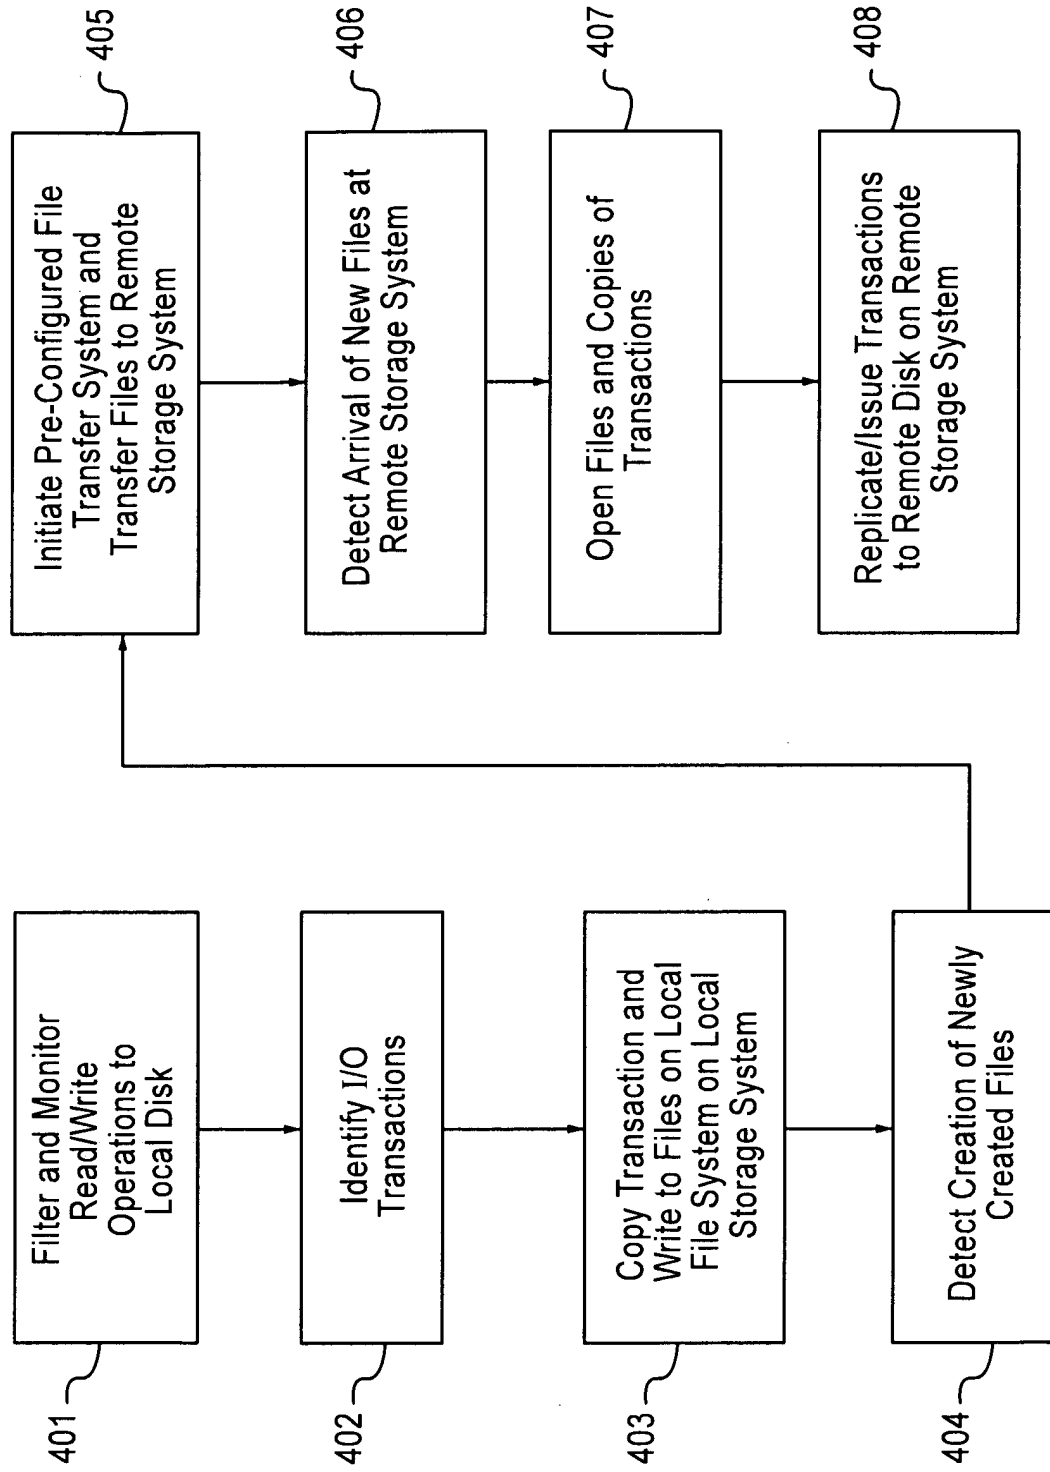 401
Filter and Monitor
Read/Write
Operations to
Local Disk
402
Identify I/O
Transactions
403
Copy Transaction and
Write to Files on Local
File System on Local
Storage System
404
Detect Creation of Newly
Created Files
Initiate Pre-Configured File
Transfer System and
Transfer Files to Remote
Storage System
405
Detect Arrival of New Files at
Remote Storage System
406
Open Files and Copies of
Transactions
407
Replicate/Issue Transactions
to Remote Disk on Remote
Storage System
408